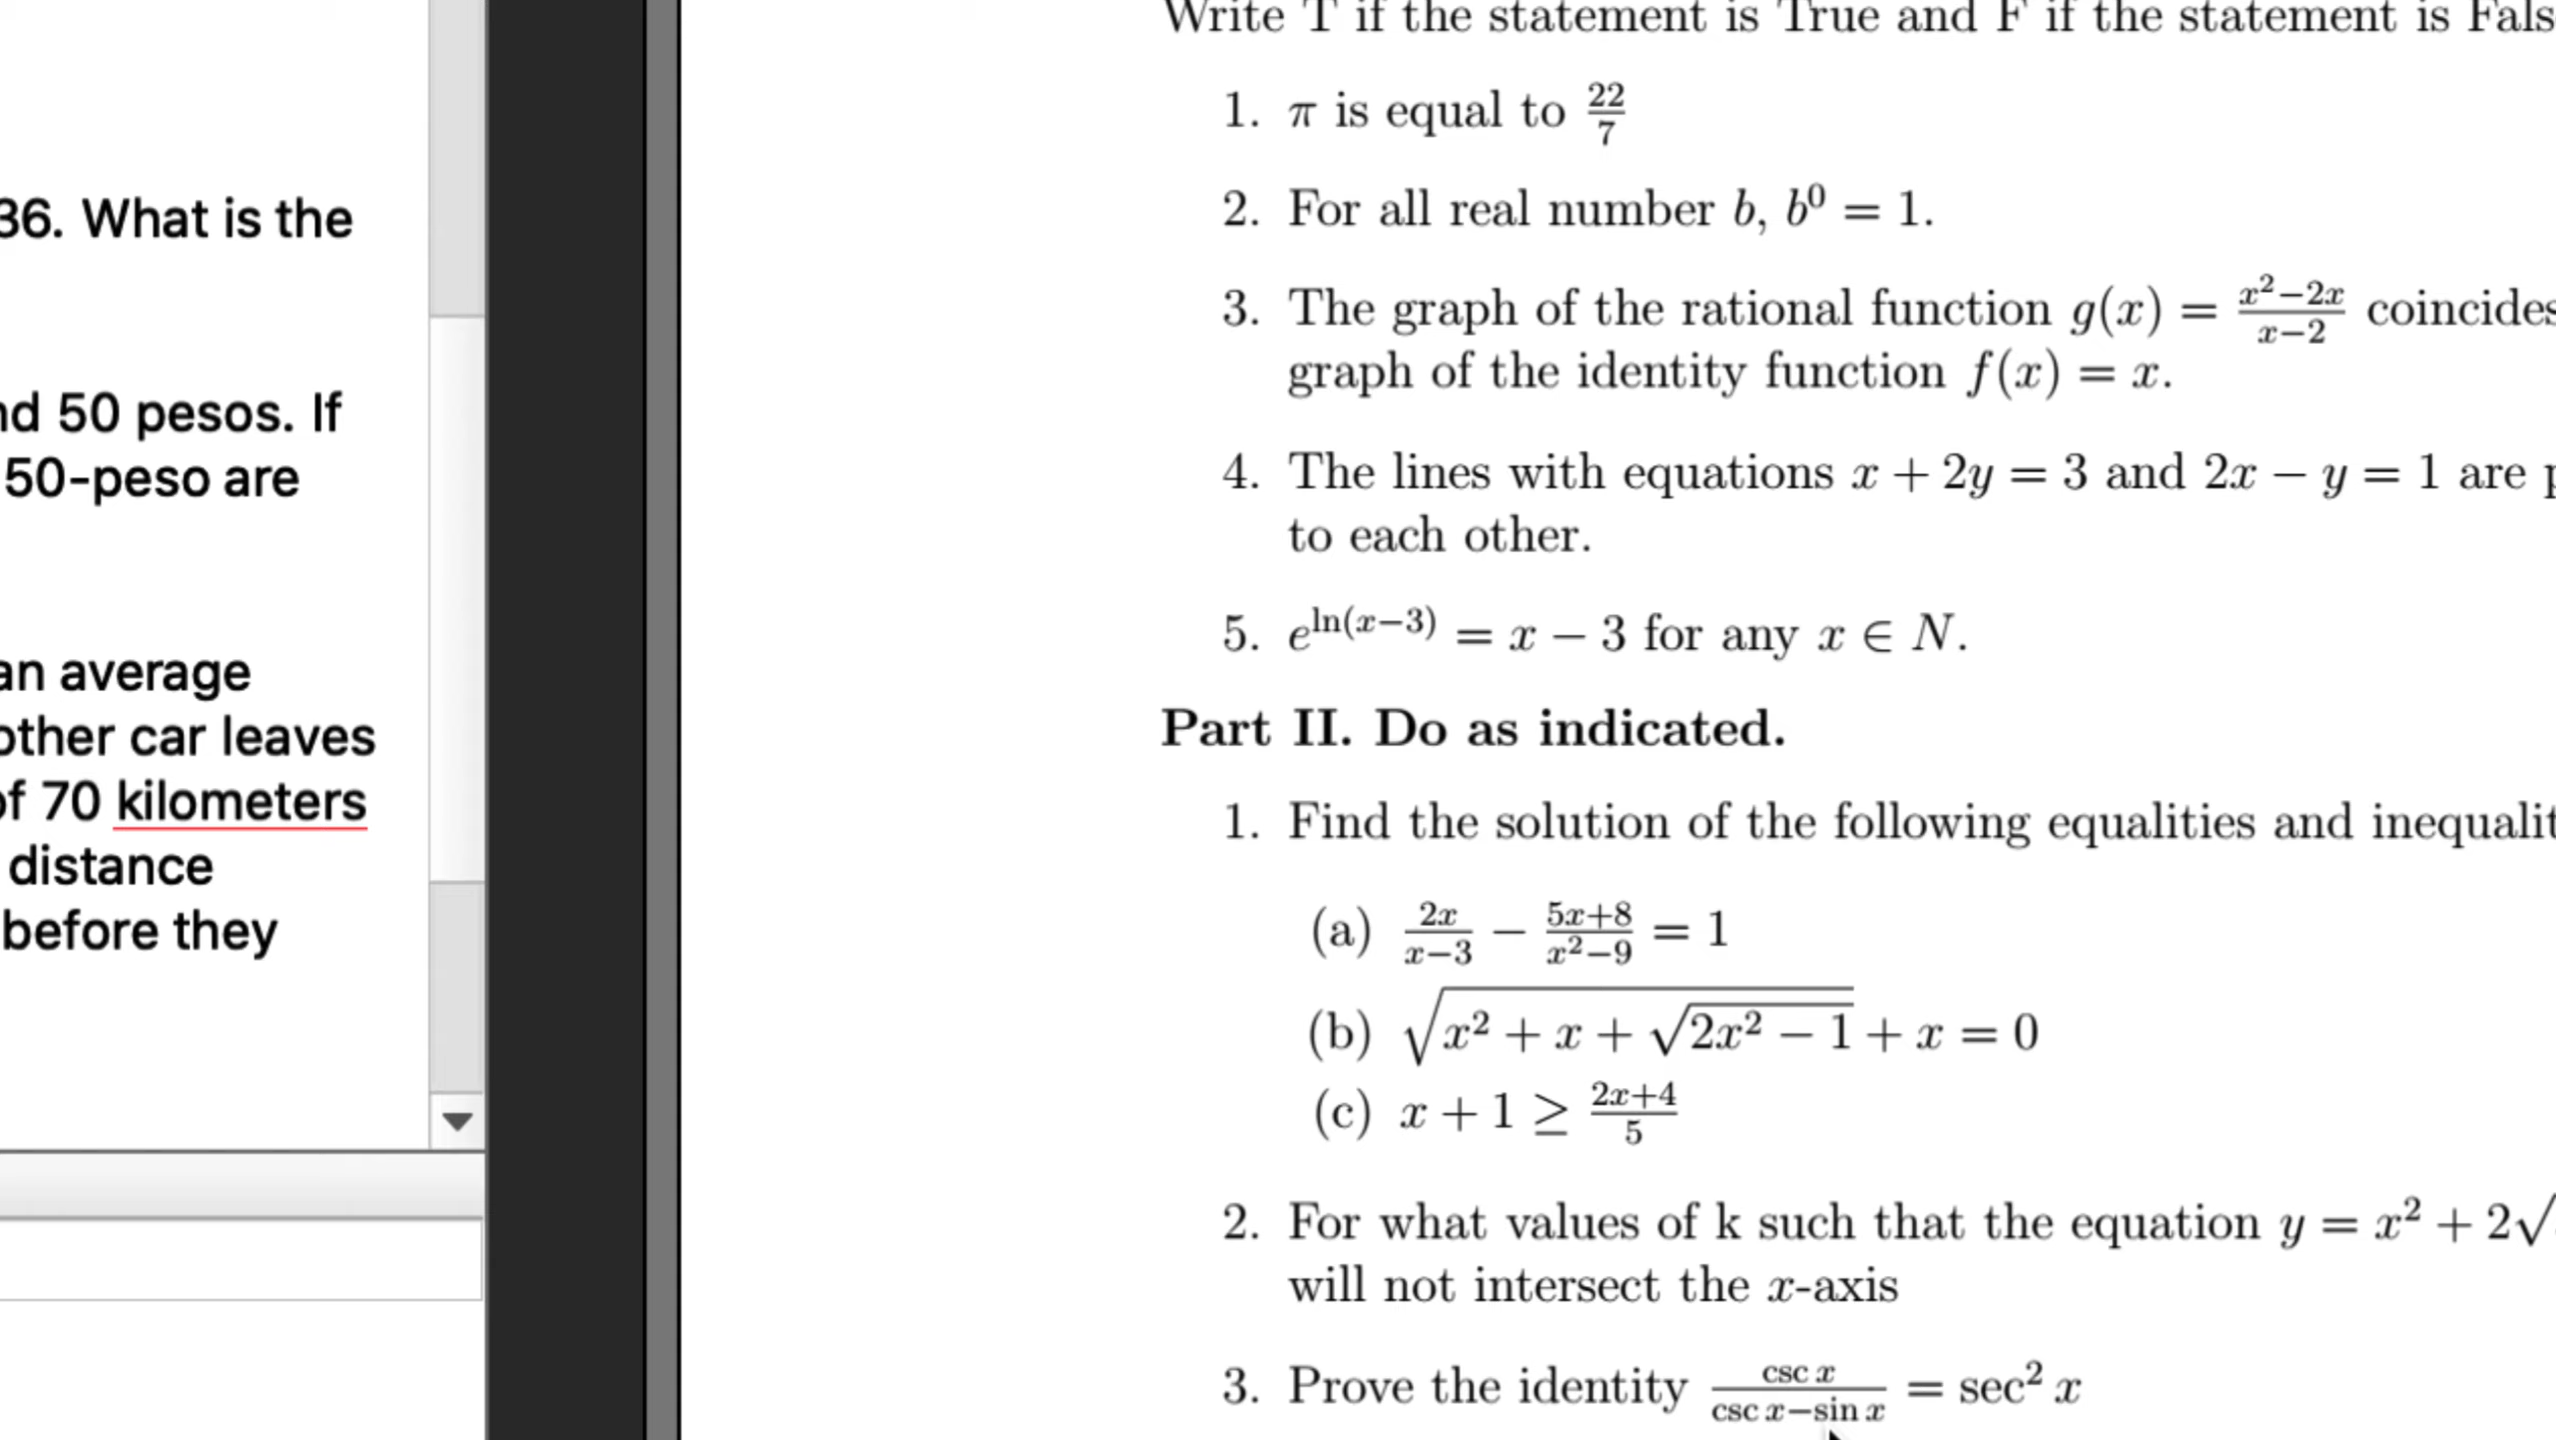 36. What is the
nd 50 pesos. If
50-peso are
an average
other car leaves
of 70 kilometers
distance
before they
Write T if the statement is True and F if the statement is Fals
1. π is equal to 22/7
2. For all real number b, b⁰ = 1.
3. The graph of the rational function g(x) = (x²−2x)/(x−2) coincides
graph of the identity function f(x) = x.
4. The lines with equations x + 2y = 3 and 2x − y = 1 are p
to each other.
5. e^{ln(x−3)} = x − 3 for any x ∈ N.
Part II. Do as indicated.
1. Find the solution of the following equalities and inequalit
(a) 2x/(x−3) − (5x+8)/(x²−9) = 1
(b) √(x² + x + √(2x² − 1)) + x = 0
(c) x + 1 ≥ (2x+4)/5
2. For what values of k such that the equation y = x² + 2√
will not intersect the x-axis
3. Prove the identity csc x/(csc x−sin x) = sec² x